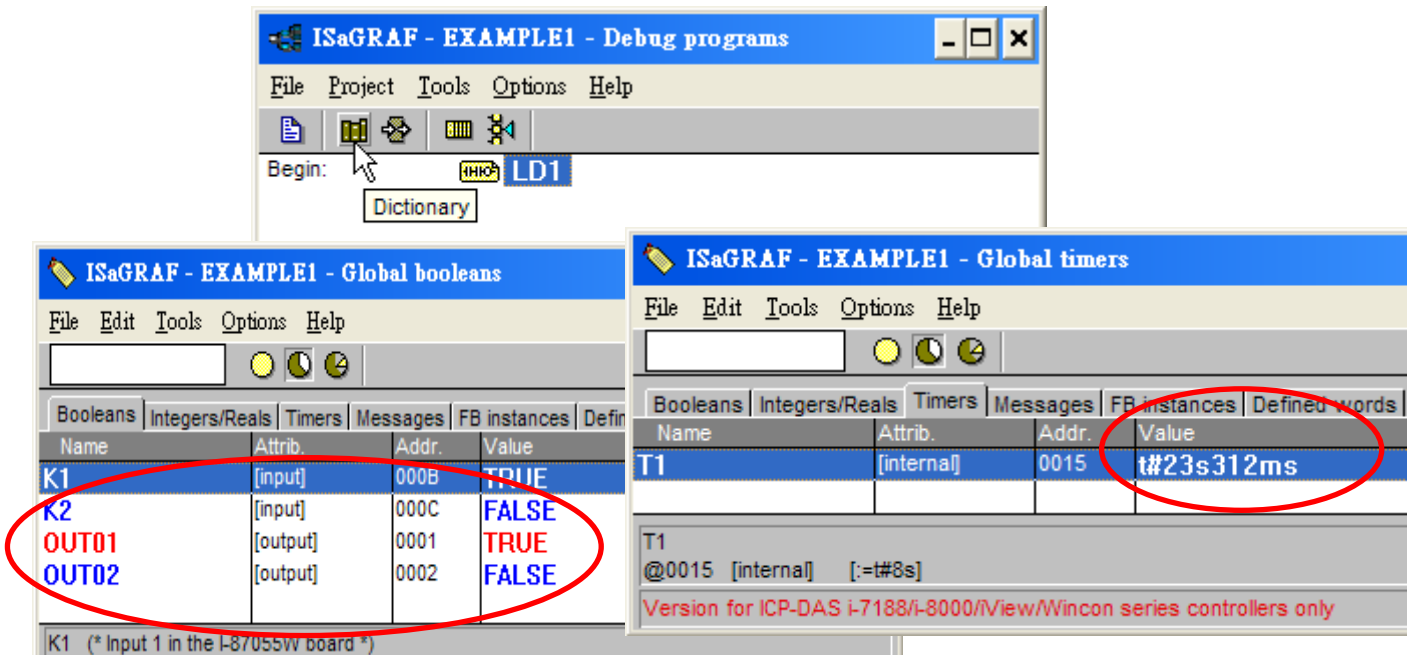 ISaGRAF - EXAMPLE1 - Debug programs
File Project Tools Options Help
Begin: LD1
Dictionary
ISaGRAF - EXAMPLE1 - Global booleans
File Edit Tools Options Help
Booleans Integers/Reals Timers Messages FB instances Defin
Name Attrib. Addr. Value
K1 [input] 000B TRUE
K2 [input] 000C FALSE
OUT01 [output] 0001 TRUE
OUT02 [output] 0002 FALSE
K1 (* Input 1 in the I-87055W board *)
ISaGRAF - EXAMPLE1 - Global timers
File Edit Tools Options Help
Booleans Integers/Reals Timers Messages FB instances Defined words
Name Attrib. Addr. Value
T1 [internal] 0015 t#23s312ms
T1
@0015 [internal] [:=t#8s]
Version for ICP-DAS i-7188/i-8000/iView/Wincon series controllers only